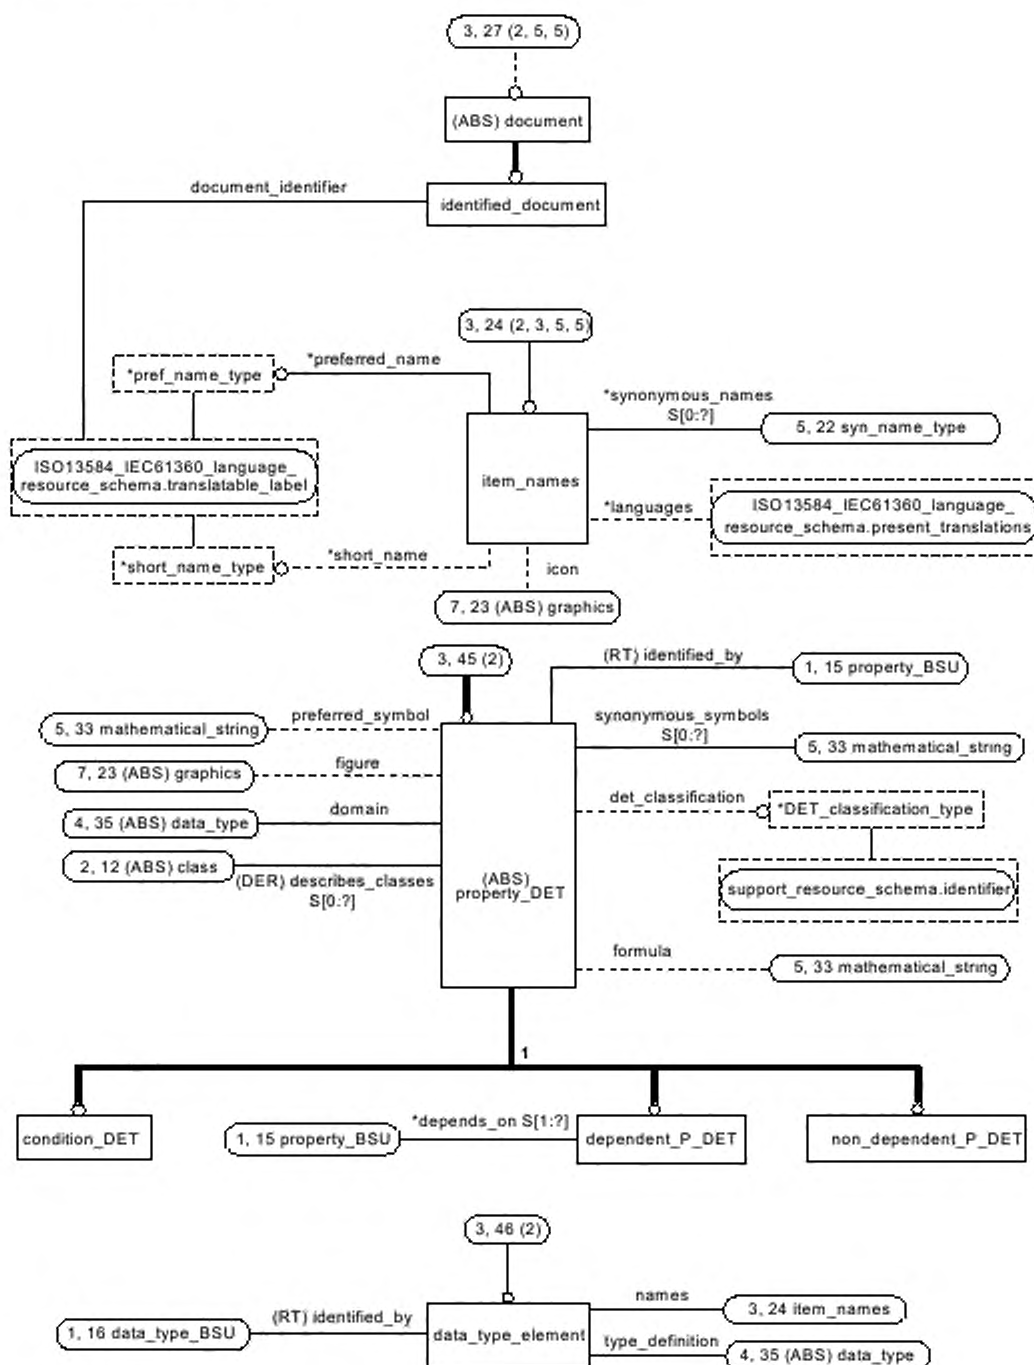 3, 27 (2, 5, 5)
(ABS) document
document_identifier
identified_document
3, 24 (2, 3, 5, 5)
*preferred_name
*pref_name_type
*synonymous_names
S[0:?]
5, 22 syn_name_type
ISO13584_IEC61360_language_
resource_schema.translatable_label
item_names
*languages
ISO13584_IEC61360_language_
resource_schema.present_translations
*short_name
*short_name_type
icon
7, 23 (ABS) graphics
3, 45 (2)
(RT) identified_by
1, 15 property_BSU
preferred_symbol
5, 33 mathematical_string
synonymous_symbols
S[0:?]
5, 33 mathematical_string
figure
7, 23 (ABS) graphics
det_classification
*DET_classification_type
domain
4, 35 (ABS) data_type
2, 12 (ABS) class
(DER) describes_classes
S[0:?]
(ABS)
property_DET
support_resource_schema.identifier
formula
5, 33 mathematical_string
1
condition_DET
1, 15 property_BSU
*depends_on S[1:?]
dependent_P_DET
non_dependent_P_DET
3, 46 (2)
names
3, 24 item_names
(RT) identified_by
1, 16 data_type_BSU
data_type_element
type_definition
4, 35 (ABS) data_type